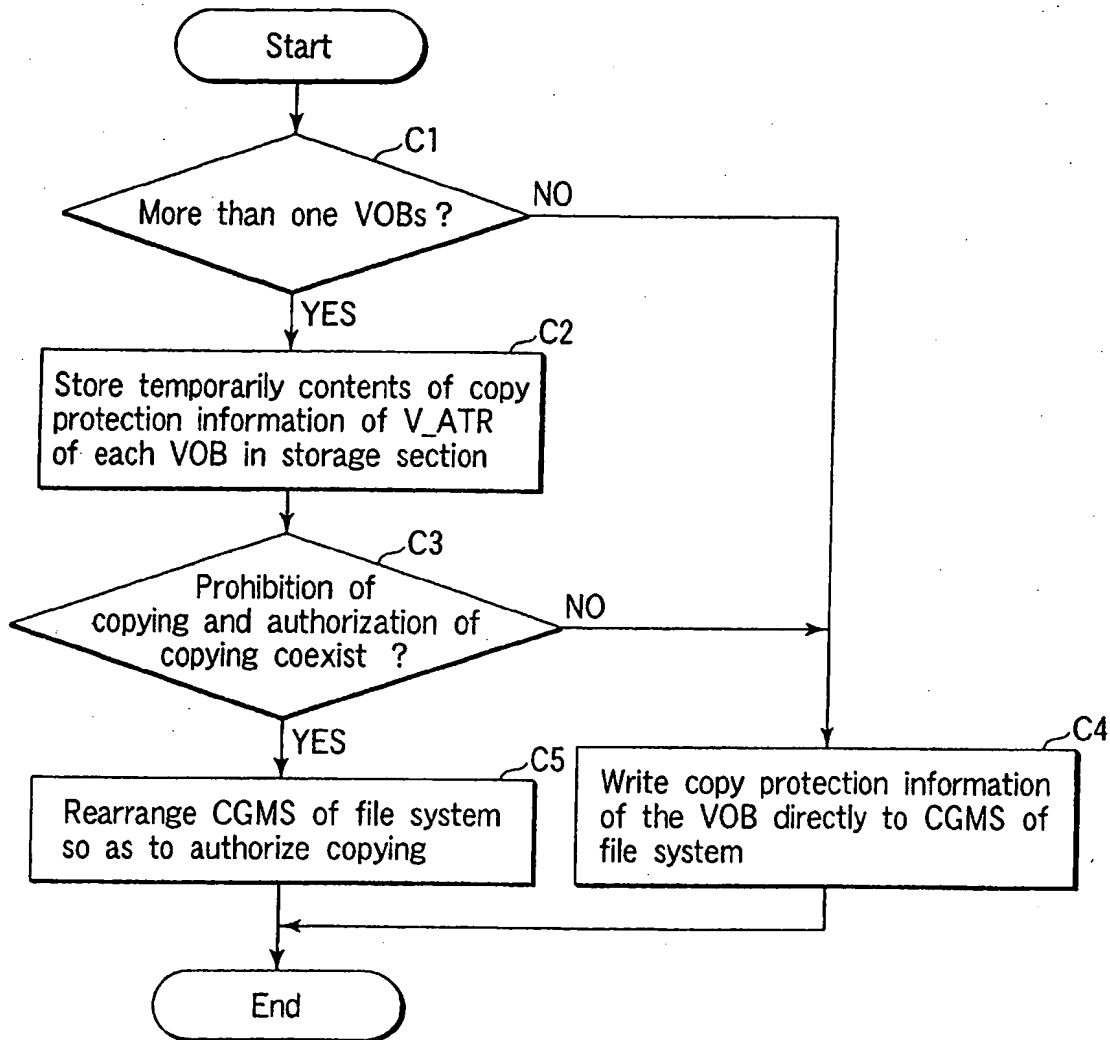 Start
C1
More than one VOBs ?
NO
YES
C2
Store temporarily contents of copy
protection information of V_ATR
of each VOB in storage section
C3
Prohibition of
copying and authorization of
copying coexist ?
NO
YES
C5
Rearrange CGMS of file system
so as to authorize copying
C4
Write copy protection information
of the VOB directly to CGMS of
file system
End